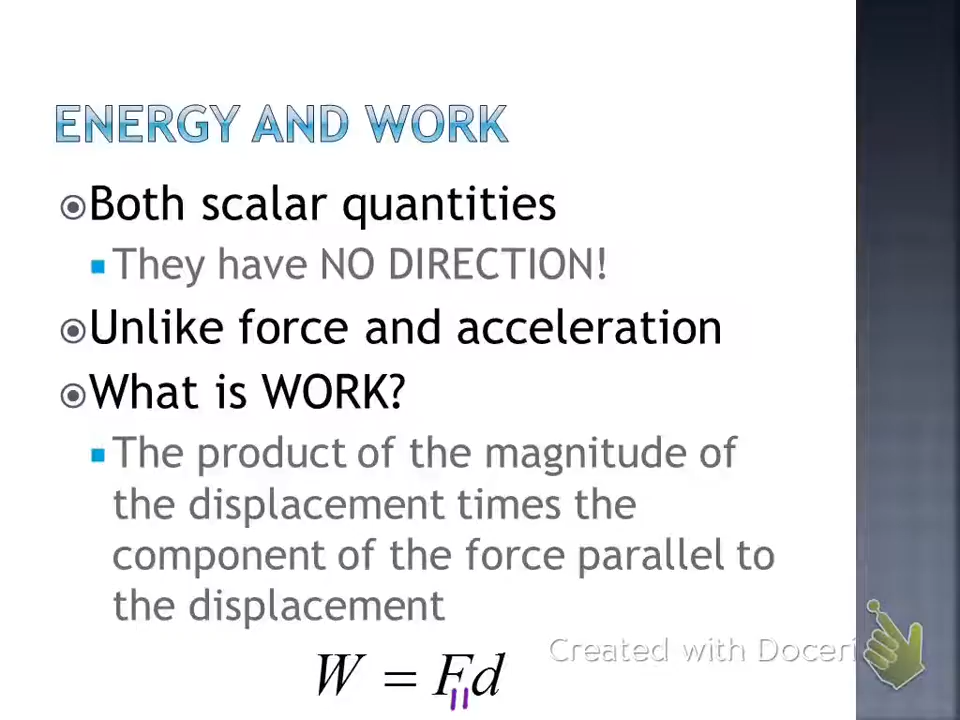 ENERGY AND WORK
Both scalar quantities
They have NO DIRECTION!
Unlike force and acceleration
What is WORK?
The product of the magnitude of
the displacement times the
component of the force parallel to
the displacement
Created with Doceri
W = F∥d